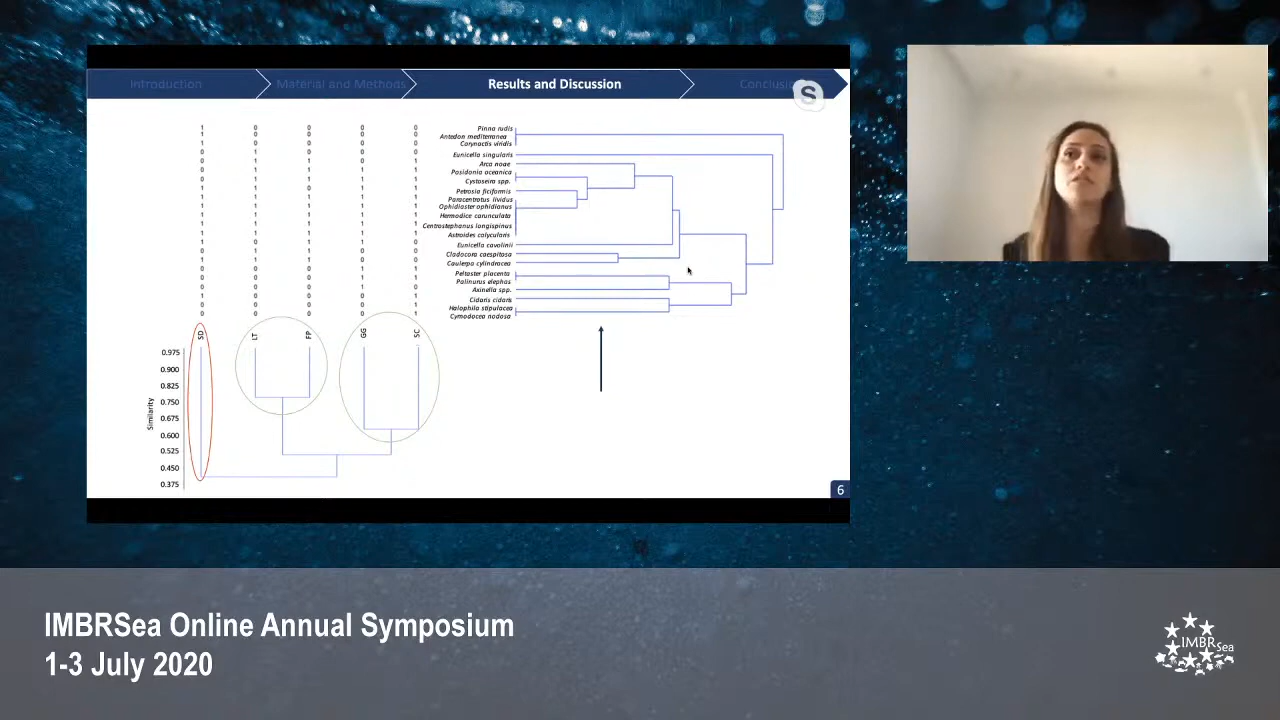 Introduction
Material and Methods
Results and Discussion
Conclusi
S
Pinna rudis
Antedon mediterranea
Corynactis viridis
Eunicella singularis
Arca noae
Posidonia oceanica
Cystoseira spp.
Petrosia ficiformis
Paracentratus lividus
Ophidiaster ophidianus
Hermodice carunculata
Centrostephanus longispinus
Astroides calycularis
Eunicella cavolinii
Cladocora caespitosa
Caulerpa cylindracea
Peltaster placenta
Palinurus elephas
Axinella spp.
Cidaris cidaris
Halophila stipulacea
Cymodocea nodosa
SD
LT
FP
GG
SC
Similarity
0.975
0.900
0.825
0.750
0.675
0.600
0.525
0.450
0.375
6
IMBRSea Online Annual Symposium
1-3 July 2020
IMBRSea